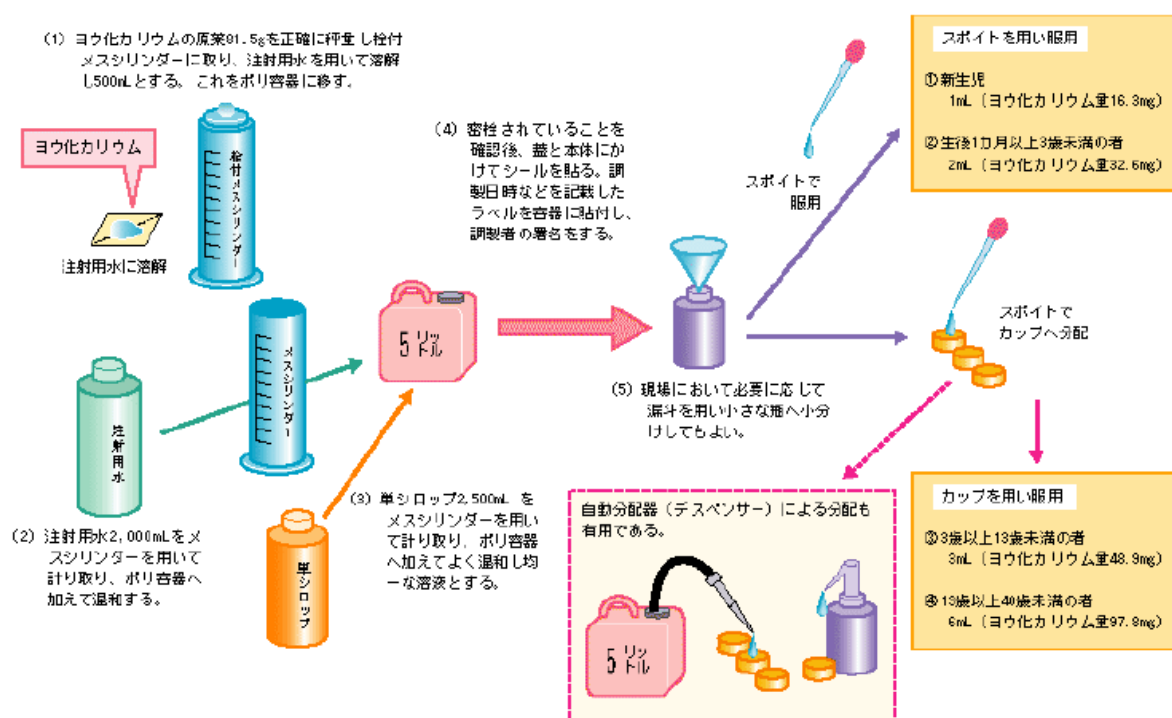 (1) ヨウ化カリウムの原薬81.5gを正確に秤量し栓付
メスシリンダーに取り、注射用水を用いて溶解
し500mLとする。 これをポリ容器に移す。
ヨウ化カリウム
注射用水に溶解
栓付メスシリンダー
注射用水
(2) 注射用水2,000mLをメ
スシリンダーを用いて
計り取り、ポリ容器へ
加えて温和する。
メスシリンダー
単シロップ
(3) 単シロップ2,500mL を
メスシリンダーを用い
て計り取り、ポリ容器
へ加えてよく温和し均
一な溶液とする。
5 リットル
(4) 密栓されていることを
確認後、蓋と本体にか
けてシールを貼る。調
製日時などを記載した
ラベルを容器に貼付し、
調製者の署名をする。
(5) 現場において必要に応じて
漏斗を用い小さな瓶へ小分
けしてもよい。
スポイトで
服用
スポイトを用い服用
①新生児
1mL (ヨウ化カリウム量16.3mg)
②生後1カ月以上3歳未満の者
2mL (ヨウ化カリウム量32.6mg)
スポイトで
カップへ分配
自動分配器(デスペンサー)による分配も
有用である。
5 リットル
カップを用い服用
③3歳以上13歳未満の者
3mL (ヨウ化カリウム量48.9mg)
④13歳以上40歳未満の者
6mL (ヨウ化カリウム量97.8mg)